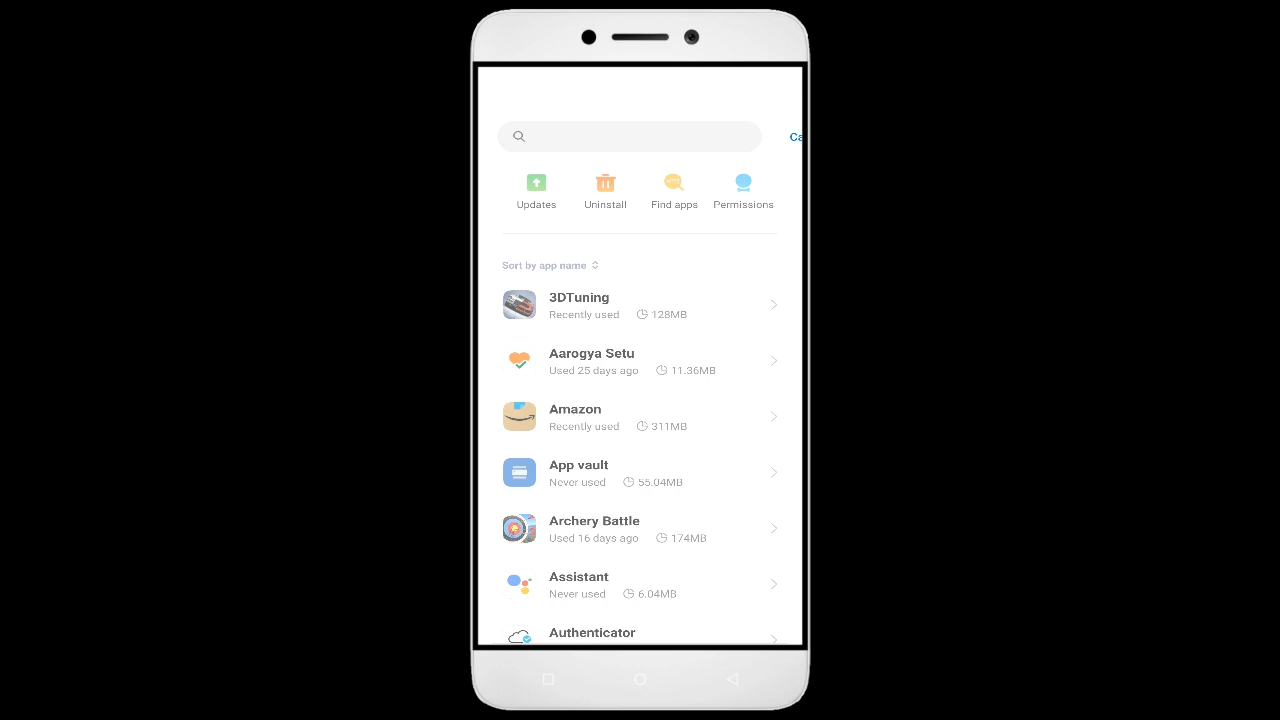 Ca
Updates Uninstall Find apps Permissions
Sort by app name
3DTuning
Recently used 128MB
Aarogya Setu
Used 25 days ago 11.36MB
Amazon
Recently used 311MB
App vault
Never used 55.04MB
Archery Battle
Used 16 days ago 174MB
Assistant
Never used 6.04MB
Authenticator